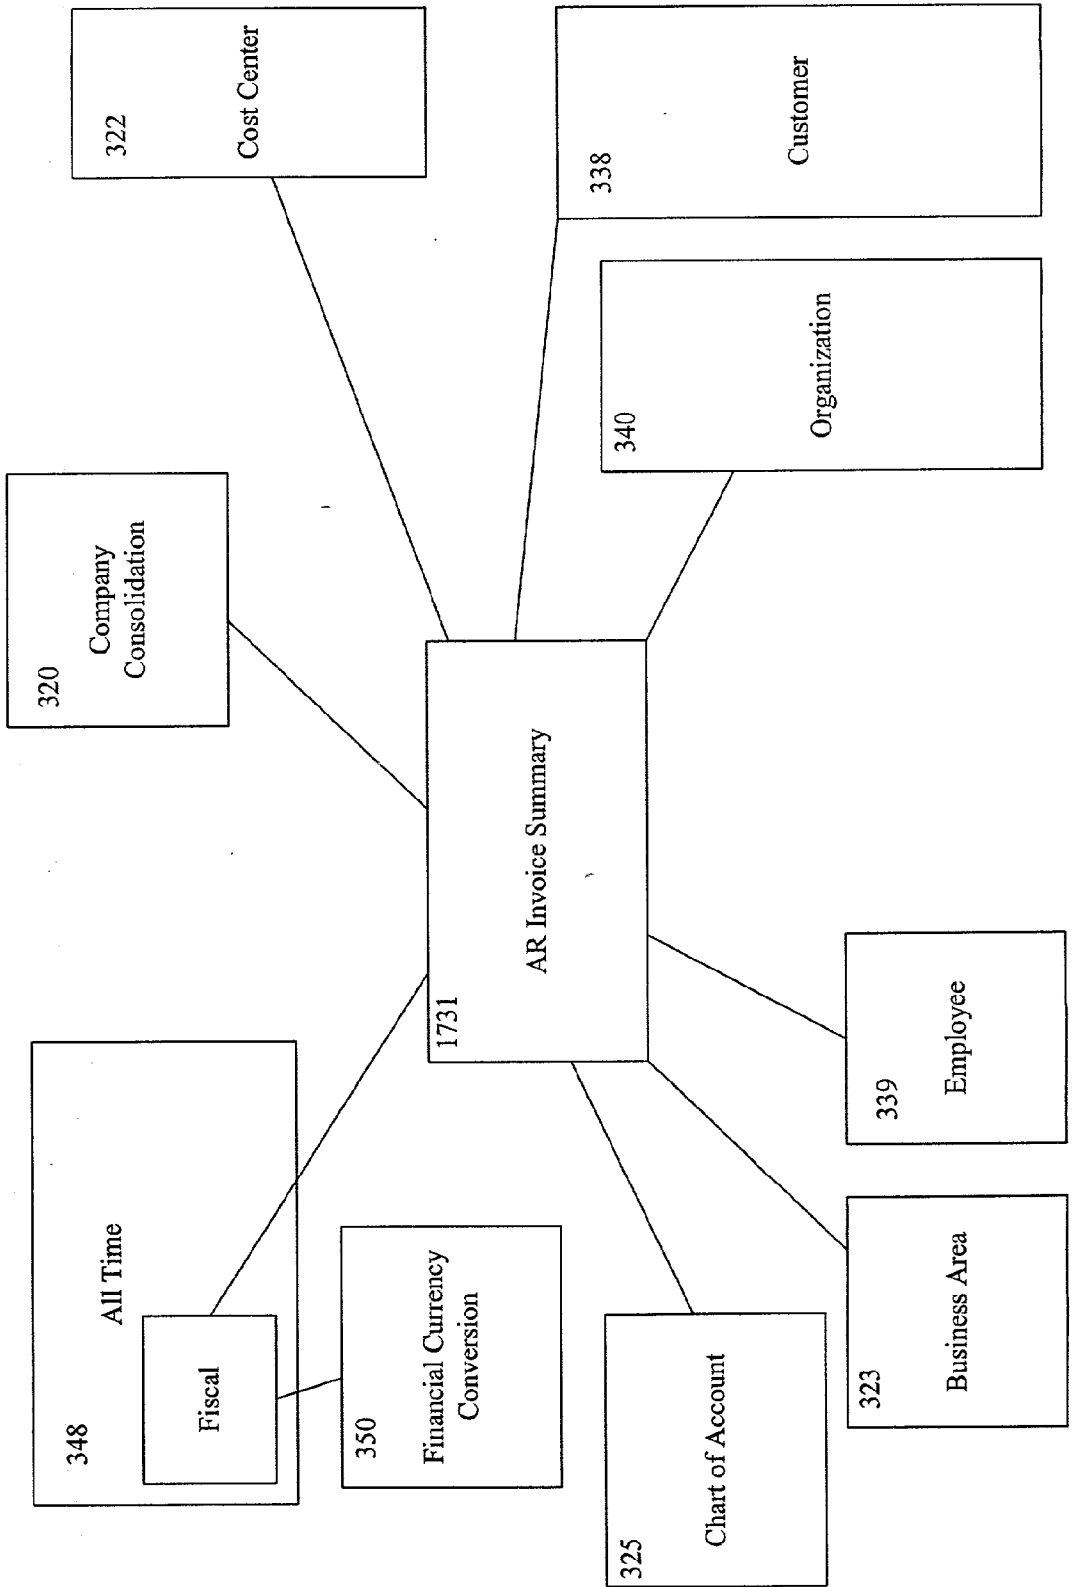 348
All Time
Fiscal
320
Company
Consolidation
322
Cost Center
350
Financial Currency
Conversion
1731
AR Invoice Summary
338
Customer
340
Organization
325
Chart of Account
323
Business Area
339
Employee